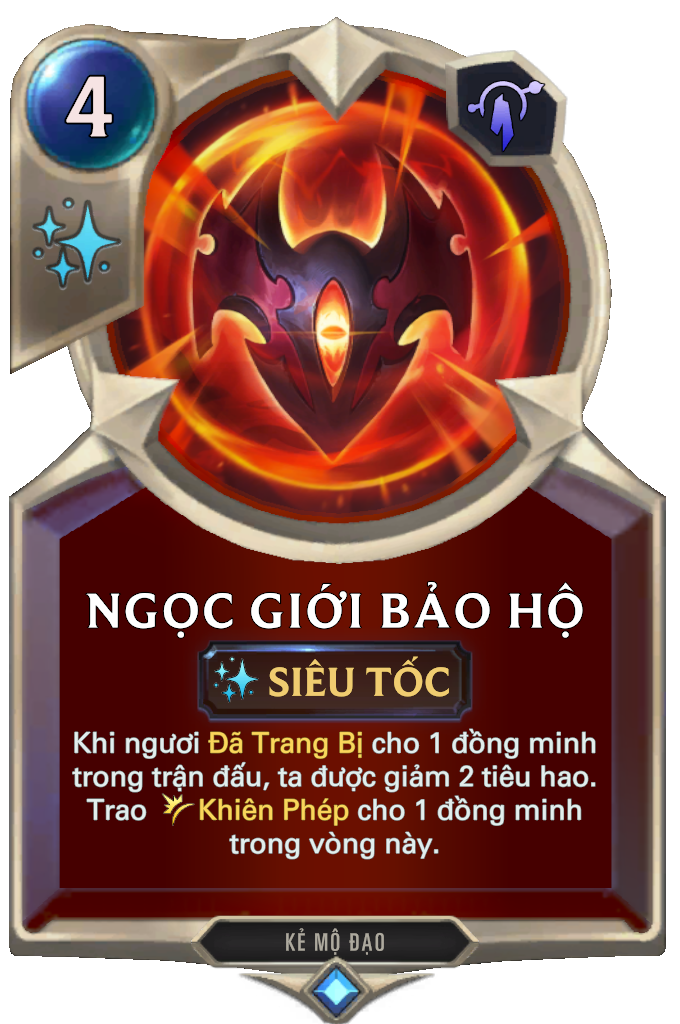 4
NGỌC GIỚI BẢO HỘ
SIÊU TỐC
Khi ngươi Đã Trang Bị cho 1 đồng minh
trong trận đấu, ta được giảm 2 tiêu hao.
Trao Khiên Phép cho 1 đồng minh
trong vòng này.
KẺ MỘ ĐẠO